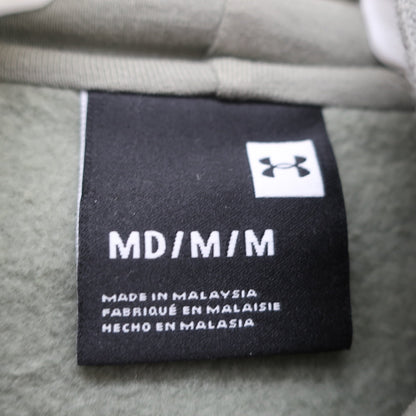 MD/M/M
MADE IN MALAYSIA
FABRIQUÉ EN MALAISIE
HECHO EN MALASIA